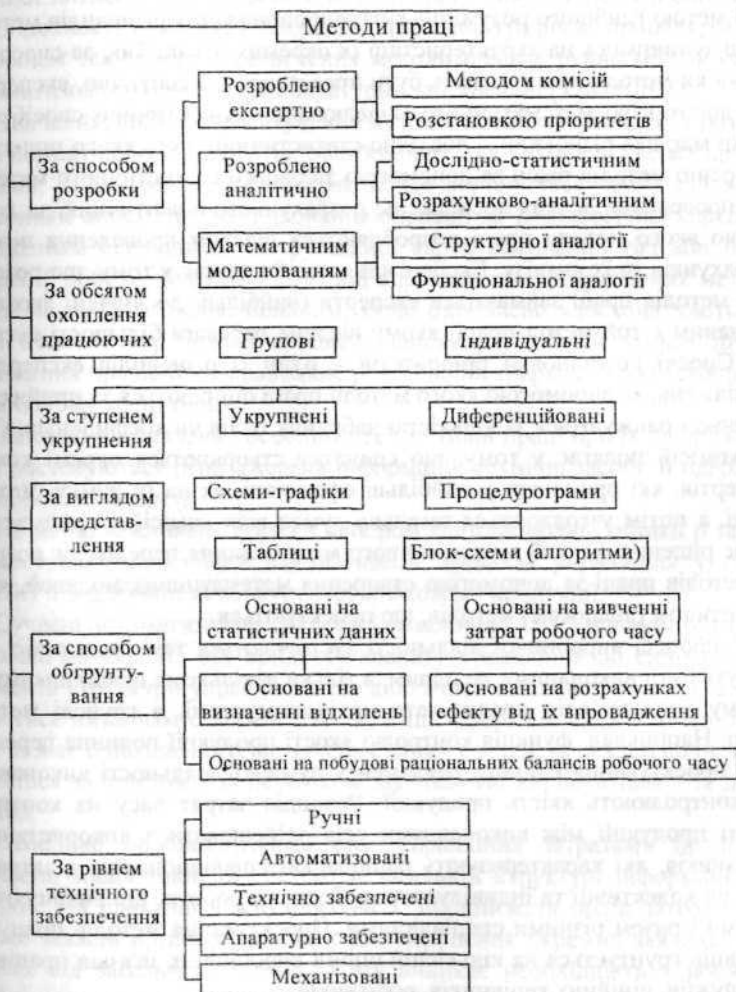 Методи праці
Розроблено
експертно
Методом комісій
Розстановкою пріоритетів
За способом
розробки
Розроблено
аналітично
Дослідно-статистичним
Розрахунково-аналітичним
Математичним
моделюванням
Структурної аналогії
Функціональної аналогії
За обсягом
охоплення
працюючих
Групові
Індивідуальні
За ступенем
укрупнення
Укрупнені
Диференційовані
За виглядом
представ-
лення
Схеми-графіки
Процедурограми
Таблиці
Блок-схеми (алгоритми)
За способом
обгрунту-
вання
Основані на
статистичних даних
Основані на вивченні
затрат робочого часу
Основані на
визначенні відхилень
Основані на розрахунках
ефекту від їх впровадження
Основані на побудові раціональних балансів робочого часу
За рівнем
технічного
забезпечення
Ручні
Автоматизовані
Технічно забезпечені
Апаратурно забезпечені
Механізовані